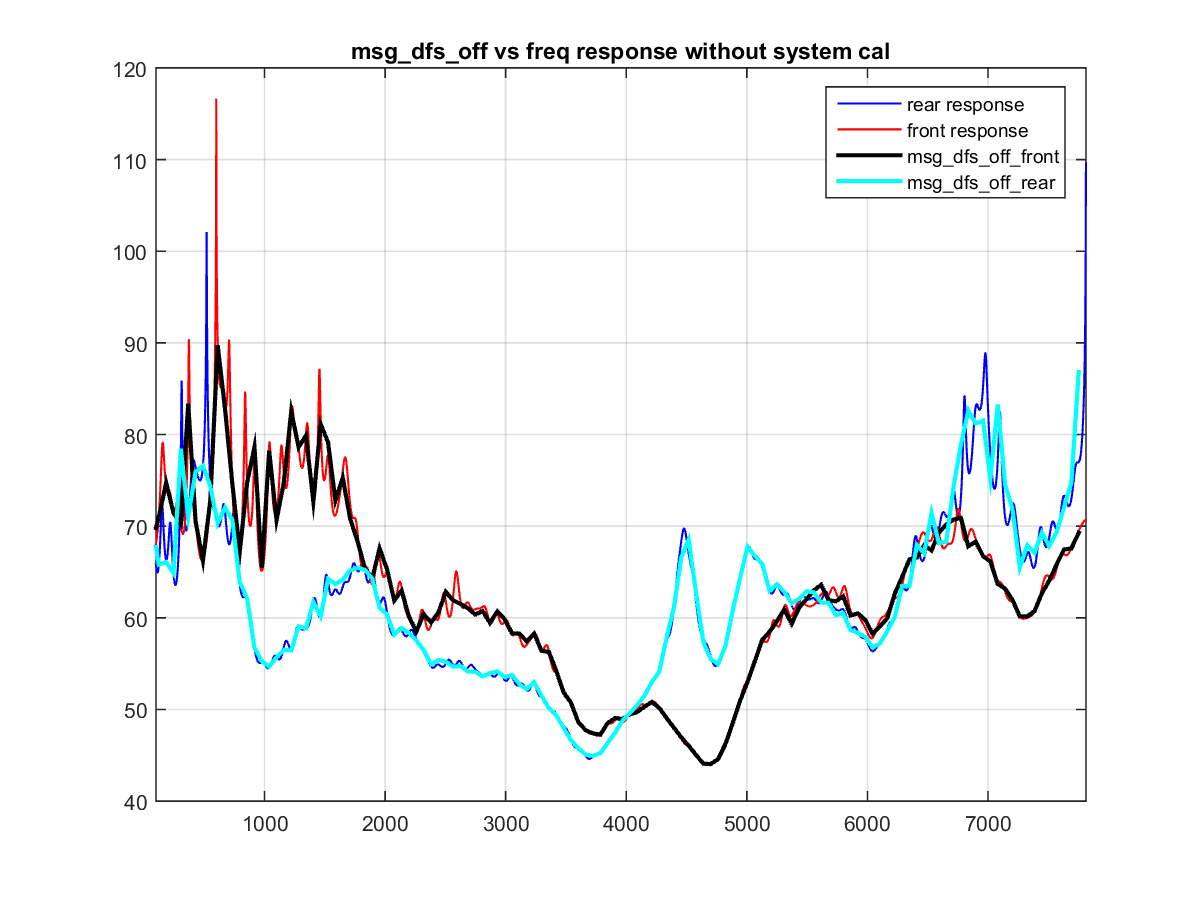 msg_dfs_off vs freq response without system cal
120
110
100
90
80
70
60
50
40
1000 2000 3000 4000 5000 6000 7000
rear response
front response
msg_dfs_off_front
msg_dfs_off_rear